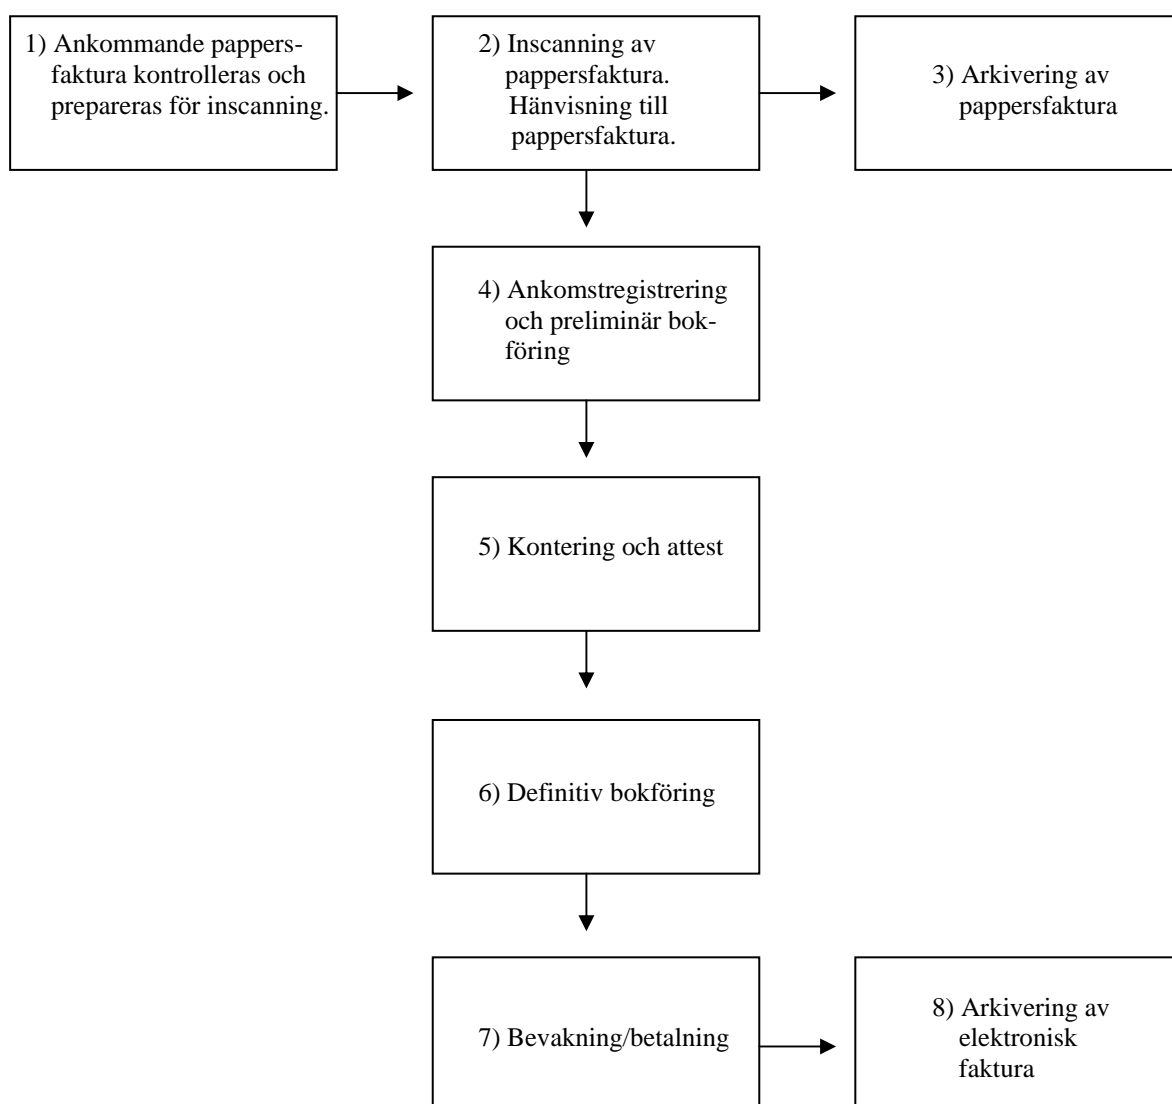 1) Ankommande pappers-
faktura kontrolleras och
prepareras för inscanning.
2) Inscanning av
pappersfaktura.
Hänvisning till
pappersfaktura.
3) Arkivering av
pappersfaktura
4) Ankomstregistrering
och preliminär bok-
föring
5) Kontering och attest
6) Definitiv bokföring
7) Bevakning/betalning
8) Arkivering av
elektronisk
faktura